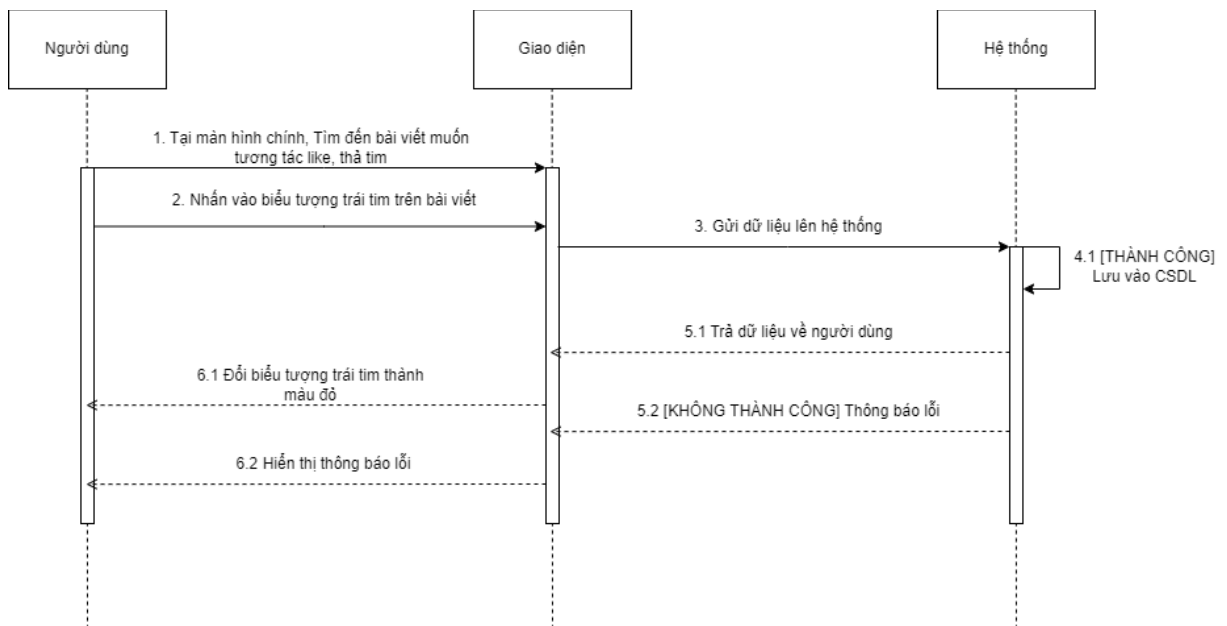 Người dùng
Giao diện
Hệ thống
1. Tại màn hình chính, Tìm đến bài viết muốn
tương tác like, thả tim
2. Nhấn vào biểu tượng trái tim trên bài viết
3. Gửi dữ liệu lên hệ thống
4.1 [THÀNH CÔNG]
Lưu vào CSDL
5.1 Trả dữ liệu về người dùng
6.1 Đổi biểu tượng trái tim thành
màu đỏ
5.2 [KHÔNG THÀNH CÔNG] Thông báo lỗi
6.2 Hiển thị thông báo lỗi